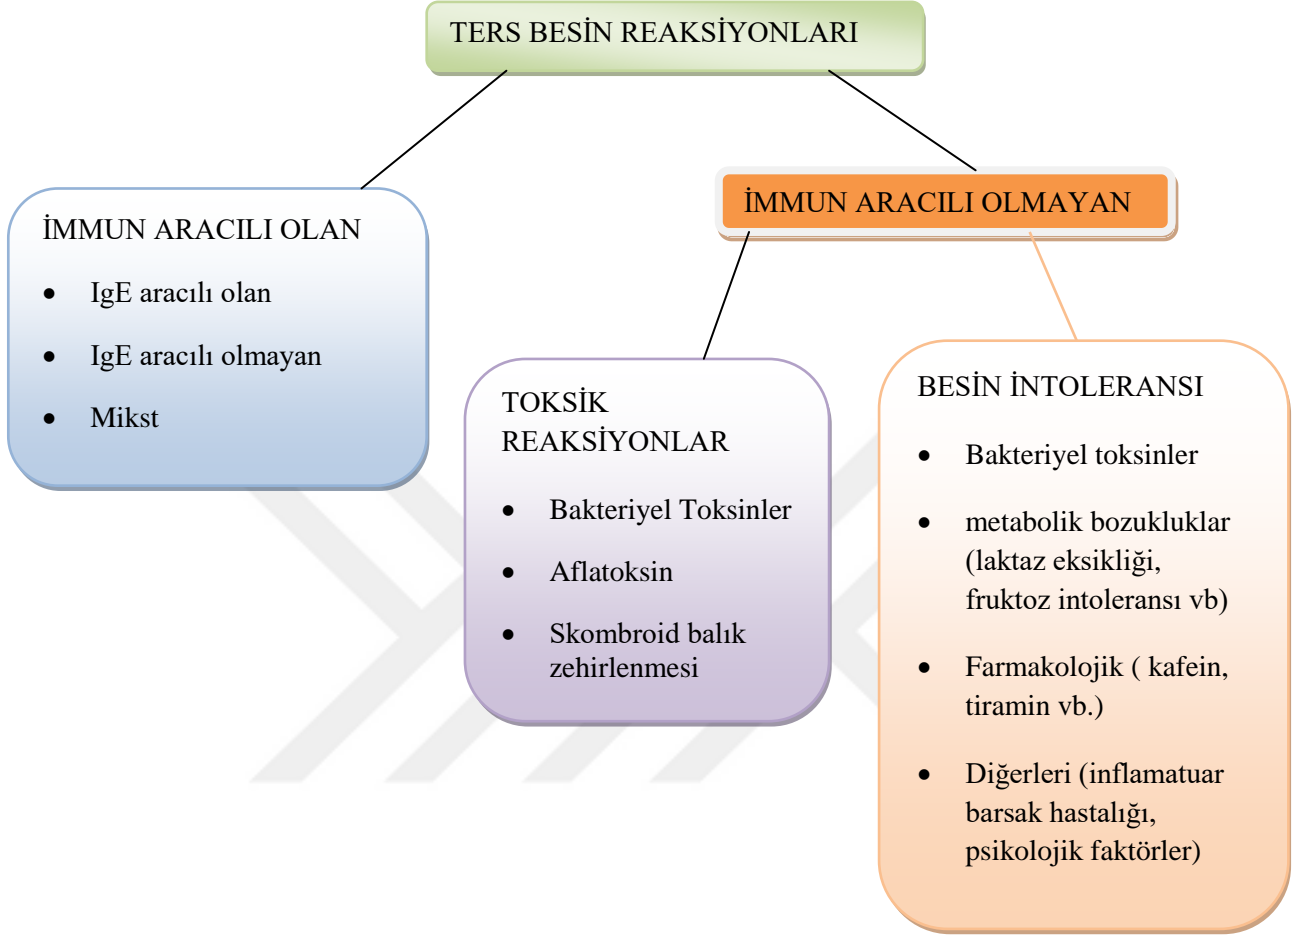 TERS BESİN REAKSİYONLARI
İMMUN ARACILI OLAN
• IgE aracılı olan
• IgE aracılı olmayan
• Mikst
İMMUN ARACILI OLMAYAN
TOKSİK
REAKSİYONLAR
• Bakteriyel Toksinler
• Aflatoksin
• Skombroid balık
zehirlenmesi
BESİN İNTOLERANSI
• Bakteriyel toksinler
• metabolik bozukluklar
(laktaz eksikliği,
fruktoz intoleransı vb)
• Farmakolojik ( kafein,
tiramin vb.)
• Diğerleri (inflamatuar
barsak hastalığı,
psikolojik faktörler)